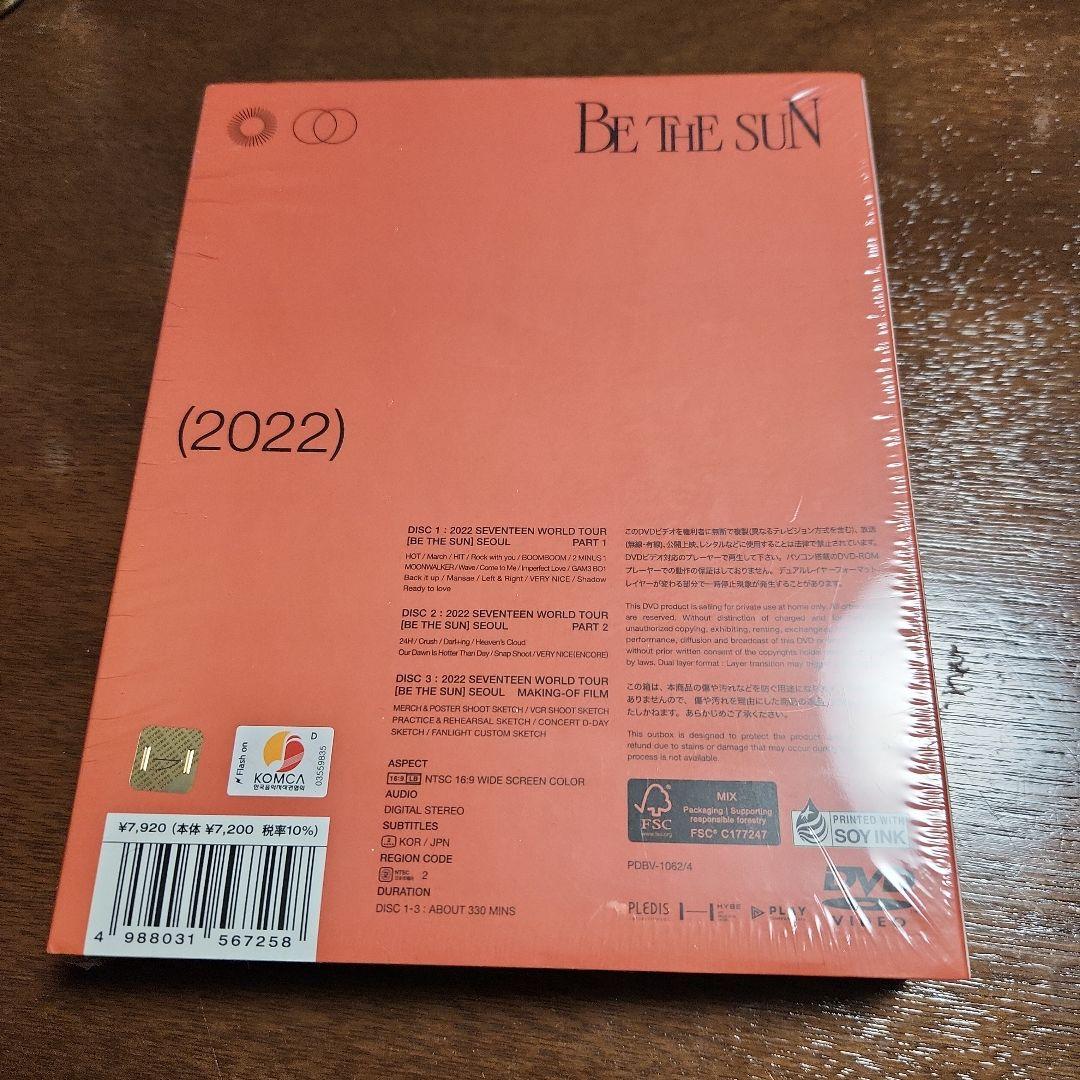 BE THE SUN
(2022)
DISC 1 : 2022 SEVENTEEN WORLD TOUR
[BE THE SUN] SEOUL PART 1
HOT / March / HIT / Rock with you / BOOMBOOM / 2 MINUS 1
MOONWALKER / Wave / Come to Me / Imperfect Love / GAM3 BO1
Back it up / Mansae / Left & Right / VERY NICE / Shadow
Ready to love
DISC 2 : 2022 SEVENTEEN WORLD TOUR
[BE THE SUN] SEOUL PART 2
24H / Crush / Darl+ing / Heaven's Cloud
Our Dawn Is Hotter Than Day / Snap Shoot / VERY NICE(ENCORE)
DISC 3 : 2022 SEVENTEEN WORLD TOUR
[BE THE SUN] SEOUL MAKING-OF FILM
MERCH & POSTER SHOOT SKETCH / VCR SHOOT SKETCH
PRACTICE & REHEARSAL SKETCH / CONCERT D-DAY
SKETCH / FANLIGHT CUSTOM SKETCH
ASPECT
16:9 LB NTSC 16:9 WIDE SCREEN COLOR
AUDIO
DIGITAL STEREO
SUBTITLES
2 KOR / JPN
REGION CODE
2 NTSC 日本市場向 2
DURATION
DISC 1-3 : ABOUT 330 MINS
このDVDビデオを権利者に無断で複製(異なるテレビジョン方式を含む)、放送
(無線・有線)、公開上映、レンタルなどに使用することは法律で禁止されています。
DVDビデオ対応のプレーヤーで再生して下さい。パソコン搭載のDVD-ROM
プレーヤーでの動作の保証はしておりません。デュアルレイヤーフォーマット、
レイヤーが変わる部分で一時停止現象が発生することがあります。
This DVD product is selling for private use at home only. All
are reserved. Without distinction of charged and
unauthorized copying, exhibiting, renting, exchange
performance, diffusion and broadcast of this DVD
without prior written consent of the copyrights
by laws. Dual layer format : Layer transition may
この箱は、本商品の傷や汚れなどを防ぐ用途に
ありませんので、傷や汚れを理由にした商品の
たしかねます。あらかじめご了承ください。
This outbox is designed to protect the product
refund due to stains or damage that may occur
process is not available.
FSC
www.fsc.org
MIX
Packaging | Supporting
responsible forestry
FSC® C177247
PRINTED WITH
SOY INK
PDBV-1062/4
PLEDIS
HYBE
PLAY
DVD
VIDEO
Flash on
KOMCA
한국음악저작권협회
D
03559835
¥7,920 (本体 ¥7,200 税率10%)
4 988031 567258